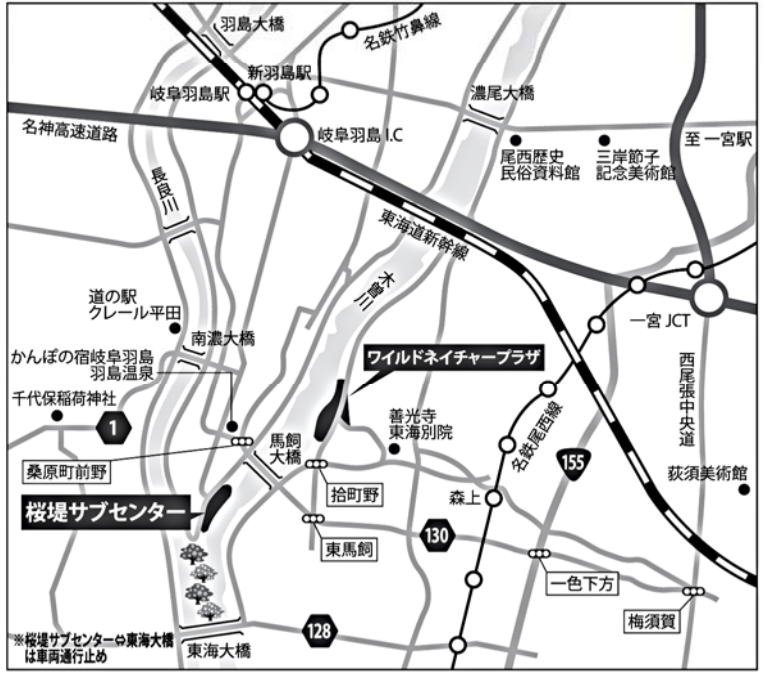 羽島大橋
名鉄竹鼻線
新羽島駅
岐阜羽島駅
濃尾大橋
名神高速道路
岐阜羽島I.C
至 一宮駅
尾西歴史
民俗資料館
三岸節子
記念美術館
長良川
東海道新幹線
木曽川
道の駅
クレール平田
南濃大橋
一宮 JCT
かんぽの宿岐阜羽島
羽島温泉
ワイルドネイチャープラザ
西尾張中央道
千代保稲荷神社
1
善光寺
東海別院
名鉄尾西線
馬飼
大橋
155
桑原町前野
荻須美術館
拾町野
森上
桜堤サブセンター
130
東馬飼
一色下方
梅須賀
128
※桜堤サブセンター⇔東海大橋
は車両通行止め
東海大橋